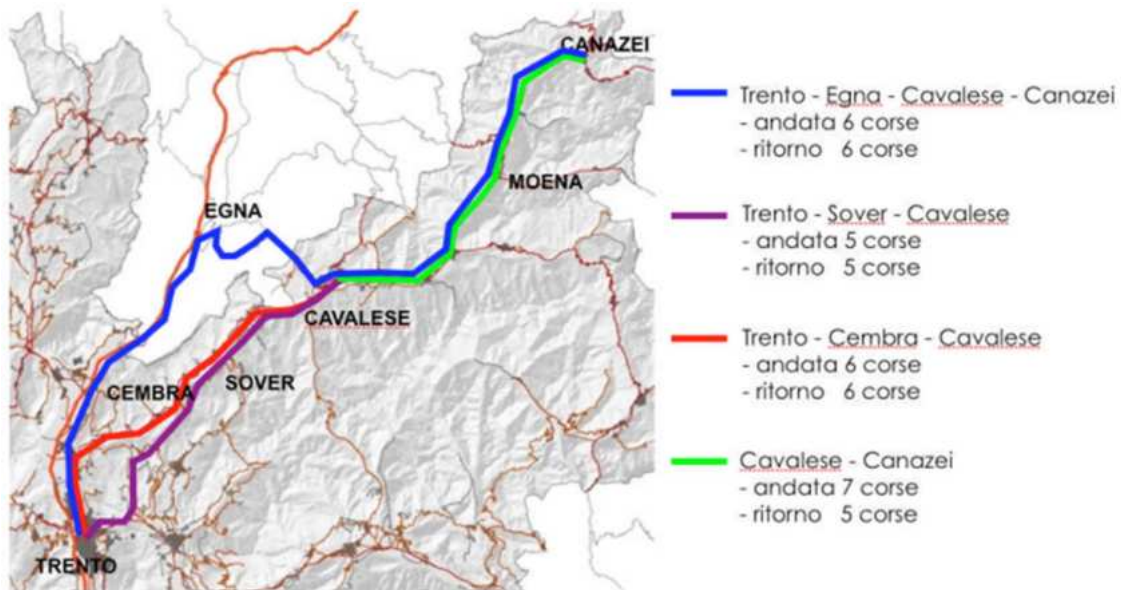 CANAZEI
MOENA
EGNA
CAVALESE
SOVER
CEMBRA
TRENTO
Trento - Egna - Cavalese - Canazei
- andata 6 corse
- ritorno 6 corse
Trento - Sover - Cavalese
- andata 5 corse
- ritorno 5 corse
Trento - Cembra - Cavalese
- andata 6 corse
- ritorno 6 corse
Cavalese - Canazei
- andata 7 corse
- ritorno 5 corse